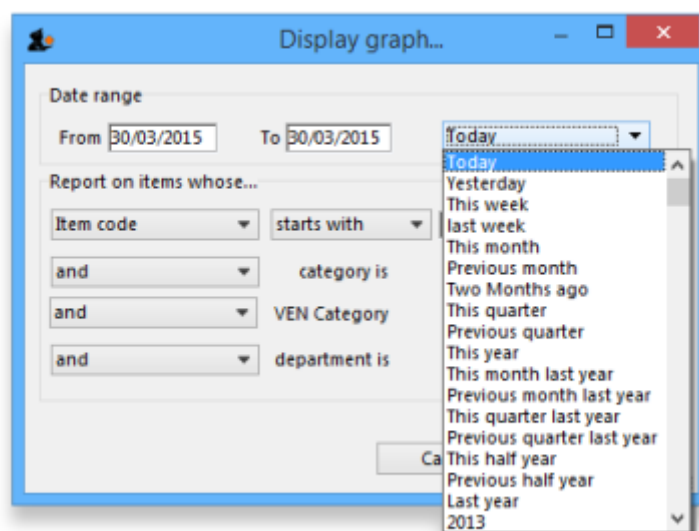 Display graph...
Date range
From 30/03/2015 To 30/03/2015 Today
Today
Yesterday
This week
last week
This month
Previous month
Two Months ago
This quarter
Previous quarter
This year
This month last year
Previous month last year
This quarter last year
Previous quarter last year
This half year
Previous half year
Last year
2013
Report on items whose...
Item code starts with
and category is
and VEN Category
and department is